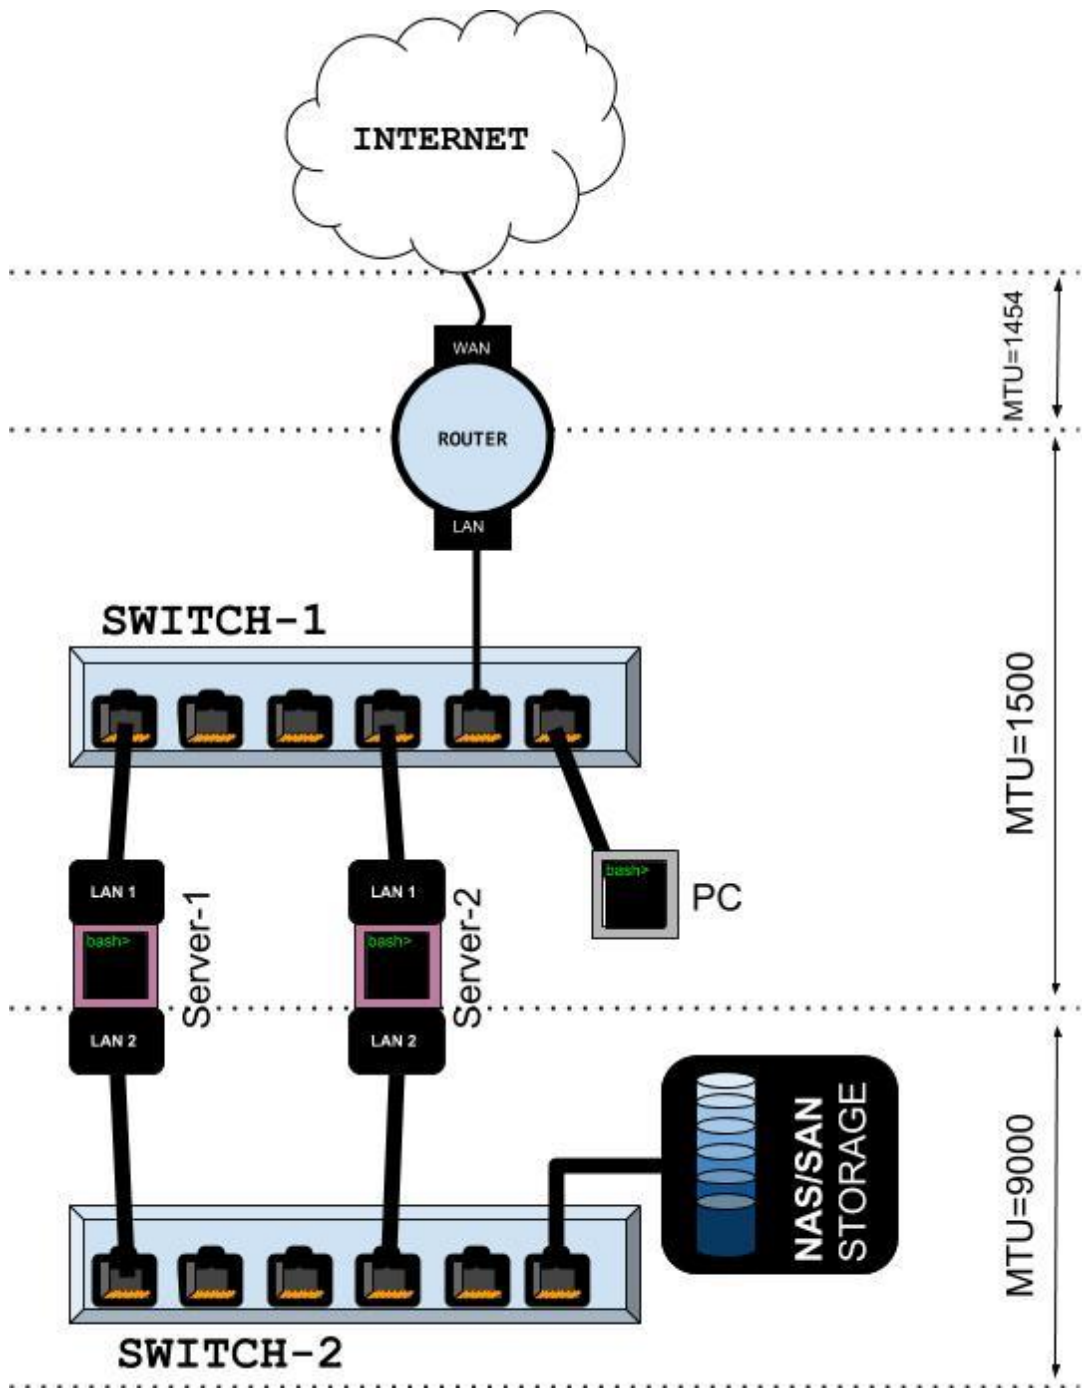 INTERNET
MTU=1454
WAN
ROUTER
LAN
SWITCH-1
MTU=1500
LAN 1
bash>
LAN 2
Server-1
LAN 1
bash>
LAN 2
Server-2
bash>
PC
NAS/SAN
STORAGE
MTU=9000
SWITCH-2